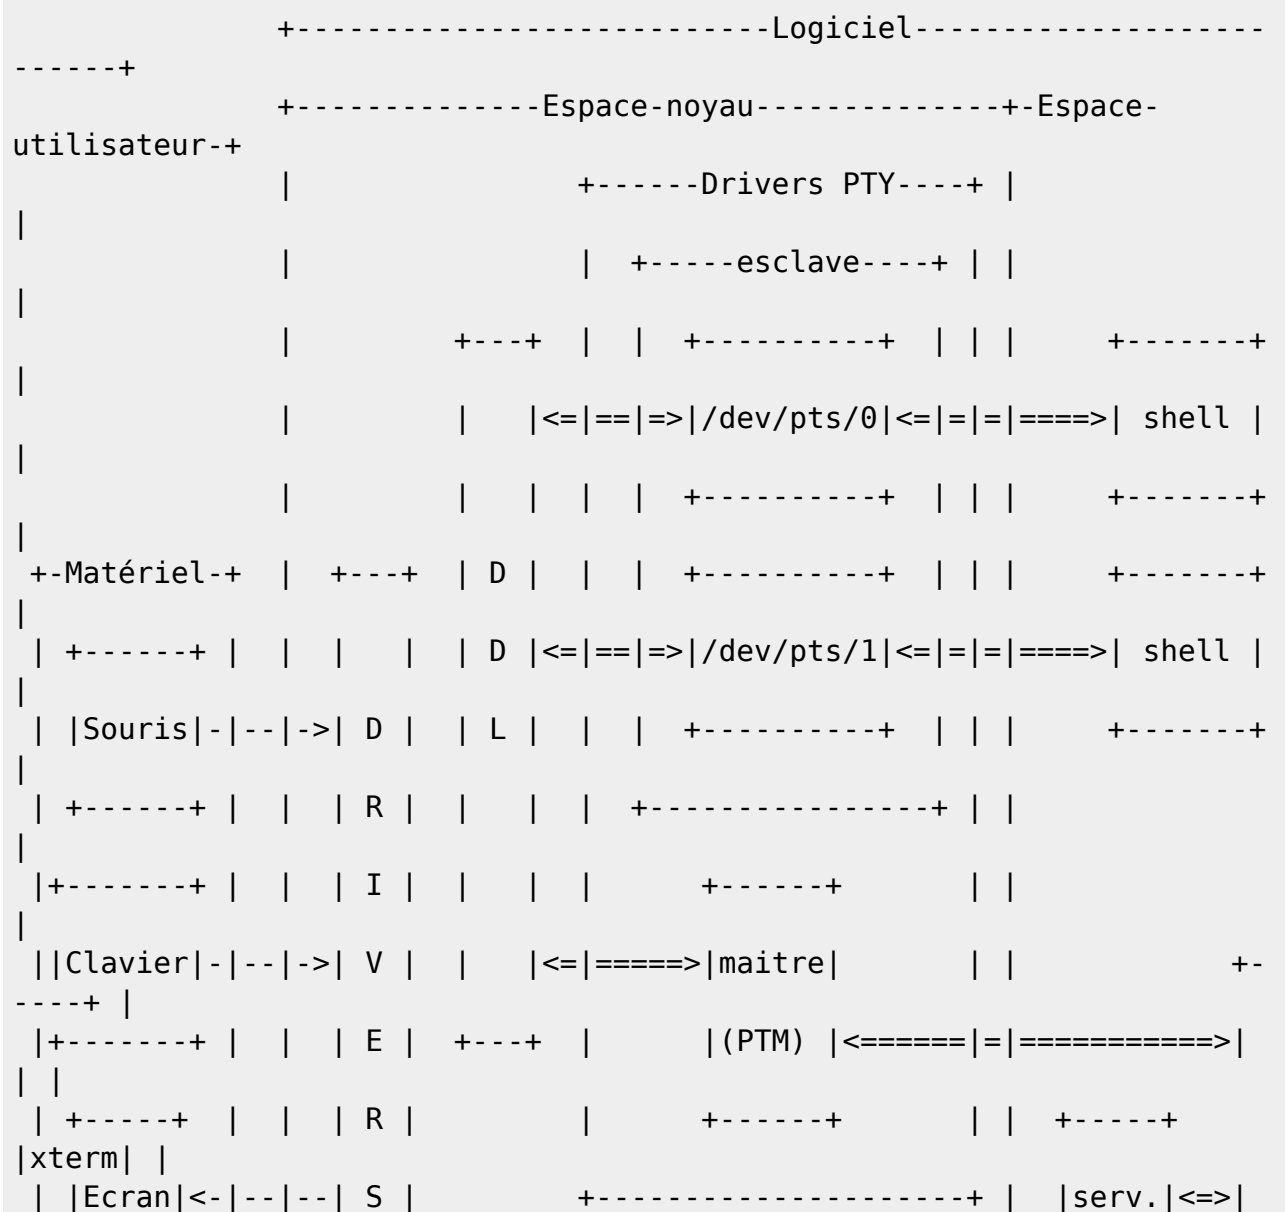 +---------------------------Logiciel--------------------
------+
+--------------Espace-noyau--------------+-Espace-
utilisateur-+
|                +------Drivers PTY----+ |
|
|                |  +-----esclave----+ | |
|
|         +---+  |  |  +----------+  | | |     +-------+
|
|         |   |<=|==|=>|/dev/pts/0|<=|=|=|====>| shell |
|
|         |   |  |  |  +----------+  | | |     +-------+
|
+-Matériel-+  |  +---+  | D |  |  |  +----------+  | | |     +-------+
|
| +------+ |  |  |   |  | D |<=|==|=>|/dev/pts/1|<=|=|=|====>| shell |
|
| |Souris|-|--|->| D |  | L |  |  |  +----------+  | | |     +-------+
|
| +------+ |  |  | R |  |   |  |  +----------------+ | |
|
|+-------+ |  |  | I |  |   |  |      +------+       | |
|
||Clavier|-|--|->| V |  |   |<=|=====>|maitre|       | |            +-
----+ |
|+-------+ |  |  | E |  +---+  |      |(PTM) |<======|=|===========>|
| |
| +-----+  |  |  | R |         |      +------+       | |  +-----+
|xterm| |
| |Ecran|<-|--|--| S |         +---------------------+ |  |serv.|<=>|